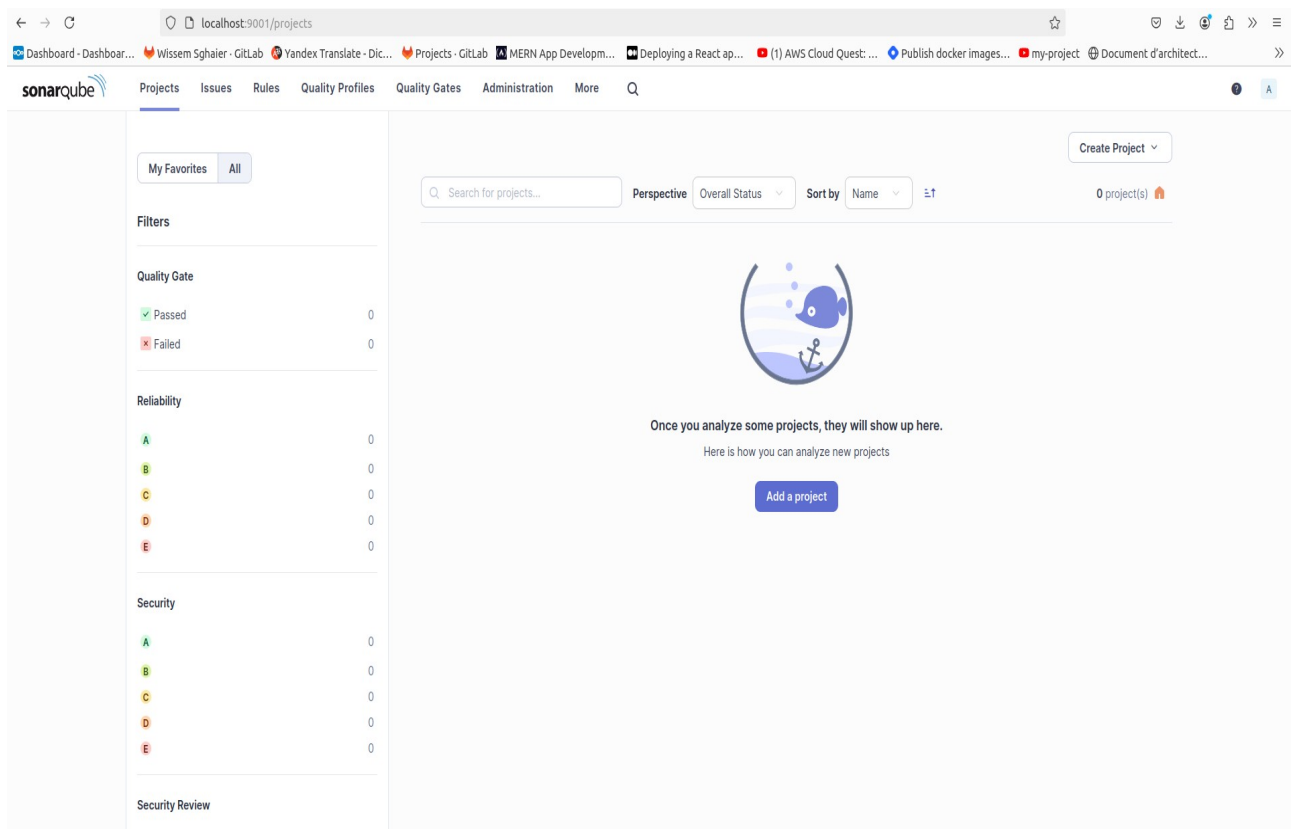 localhost:9001/projects
Dashboard - Dashboar... Wissem Sghaier · GitLab Yandex Translate - Dic... Projects · GitLab MERN App Developm... Deploying a React ap... (1) AWS Cloud Quest: ... Publish docker images... my-project Document d'architect...
sonarqube Projects Issues Rules Quality Profiles Quality Gates Administration More A
My Favorites All
Create Project
Search for projects... Perspective Overall Status Sort by Name 0 project(s)
Filters
Quality Gate
Passed 0
Failed 0
Reliability
A 0
B 0
C 0
D 0
E 0
Security
A 0
B 0
C 0
D 0
E 0
Security Review
Once you analyze some projects, they will show up here.
Here is how you can analyze new projects
Add a project